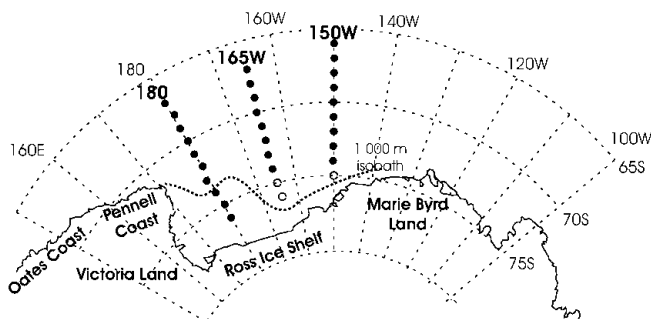 160W
150W
140W
165W
180
120W
180
100W
160E
1 000 m
isobath
65S
Pennell
Coast
Marie Byrd
Land
70S
Oates Coast
Victoria Land
Ross Ice Shelf
75S